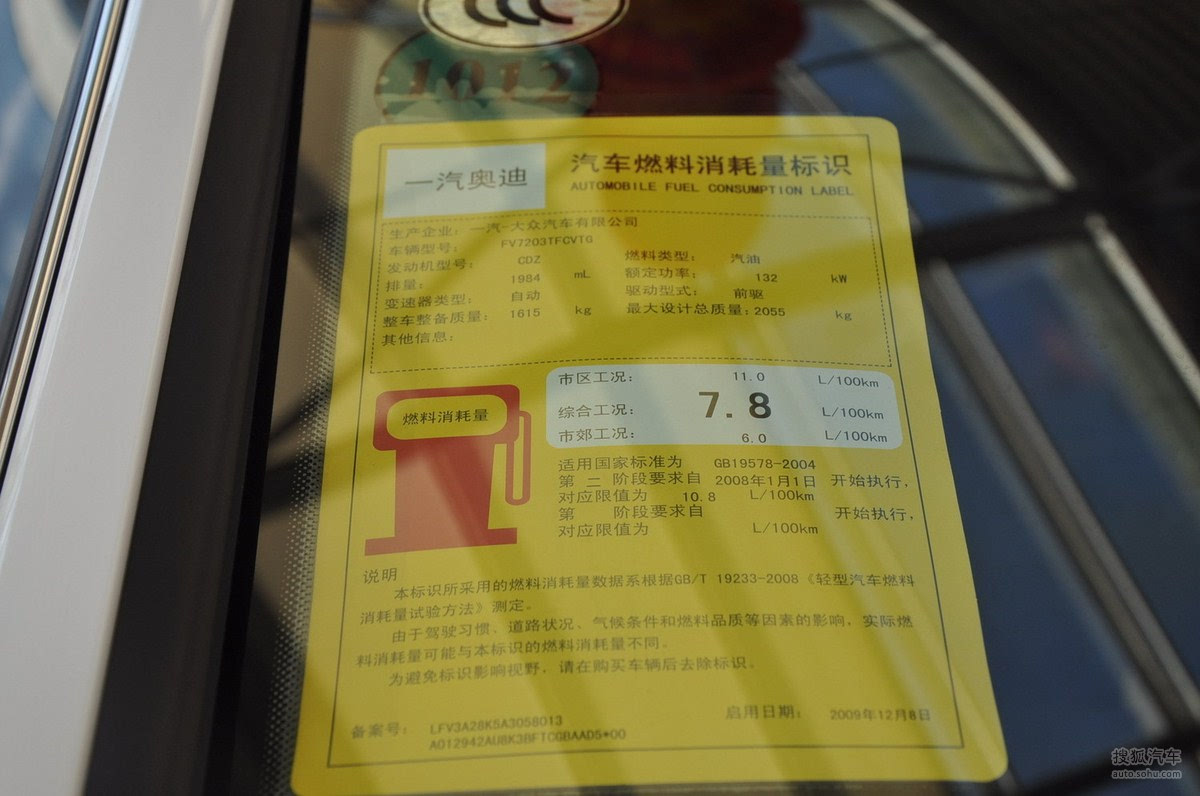 CCC
1012
一汽奥迪
汽车燃料消耗量标识
AUTOMOBILE FUEL CONSUMPTION LABEL
生产企业: 一汽-大众汽车有限公司
车辆型号: FV7203TFCVTG
发动机型号: CDZ 燃料类型: 汽油
排量: 1984 mL 额定功率: 132 kW
变速器类型: 自动 驱动型式: 前驱
整车整备质量: 1615 kg 最大设计总质量: 2055 kg
其他信息:
燃料消耗量
市区工况: 11.0 L/100km
综合工况: 7.8 L/100km
市郊工况: 6.0 L/100km
适用国家标准为 GB19578-2004
第 二 阶段要求自 2008年1月1日 开始执行,
对应限值为 10.8 L/100km
第 阶段要求自 开始执行,
对应限值为 L/100km
说明
本标识所采用的燃料消耗量数据系根据GB/T 19233-2008《轻型汽车燃料
消耗量试验方法》测定。
由于驾驶习惯、道路状况、气候条件和燃料品质等因素的影响，实际燃
料消耗量可能与本标识的燃料消耗量不同。
为避免标识影响视野，请在购买车辆后去除标识。
备案号: LFV3A28K5A3058013 启用日期: 2009年12月8日
A012942AU8K3BFTCGBAAD5*00
搜狐汽车
auto.sohu.com